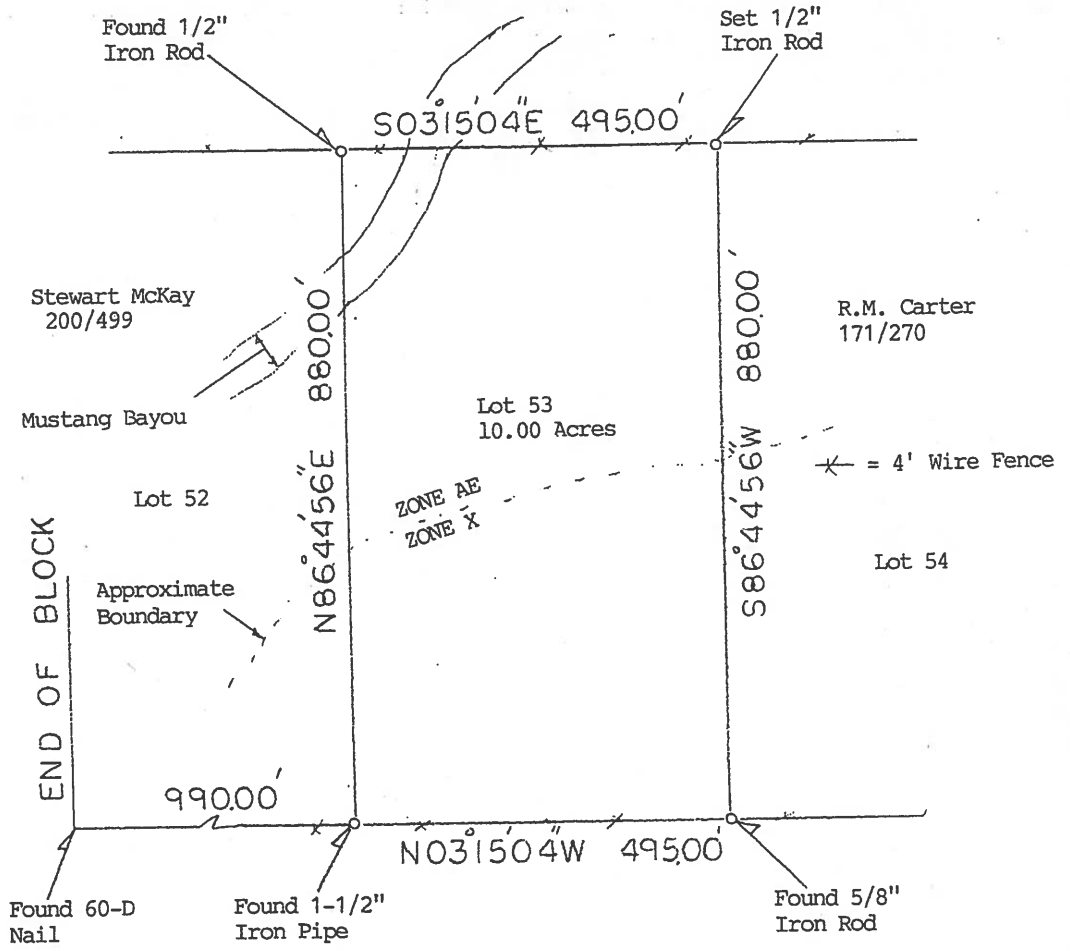 Found 1/2"
Iron Rod
Set 1/2"
Iron Rod
S03°15'04"E 495.00'
Stewart McKay
200/499
880.00'
880.00'
R.M. Carter
171/270
Mustang Bayou
Lot 53
10.00 Acres
= 4' Wire Fence
N86°44'56"E
S86°44'56"W
ZONE AE
ZONE X
Lot 52
Lot 54
END OF BLOCK
Approximate
Boundary
990.00'
N03°15'04"W 495.00'
Found 60-D
Nail
Found 1-1/2"
Iron Pipe
Found 5/8"
Iron Rod